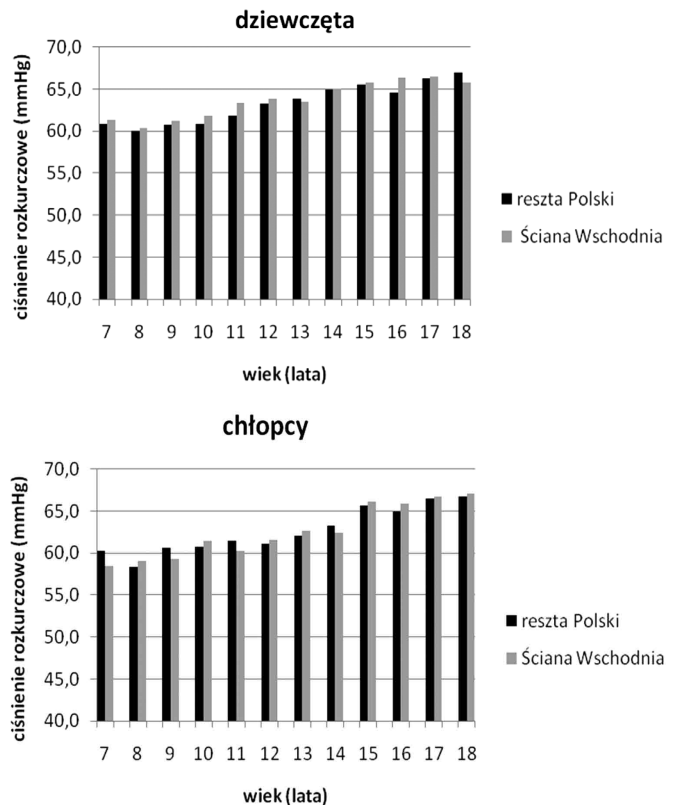 dziewczęta
ciśnienie rozkurczowe (mmHg)
70,0
65,0
60,0
55,0
50,0
45,0
40,0
7 8 9 10 11 12 13 14 15 16 17 18
wiek (lata)
reszta Polski
Ściana Wschodnia
chłopcy
ciśnienie rozkurczowe (mmHg)
70,0
65,0
60,0
55,0
50,0
45,0
40,0
7 8 9 10 11 12 13 14 15 16 17 18
wiek (lata)
reszta Polski
Ściana Wschodnia